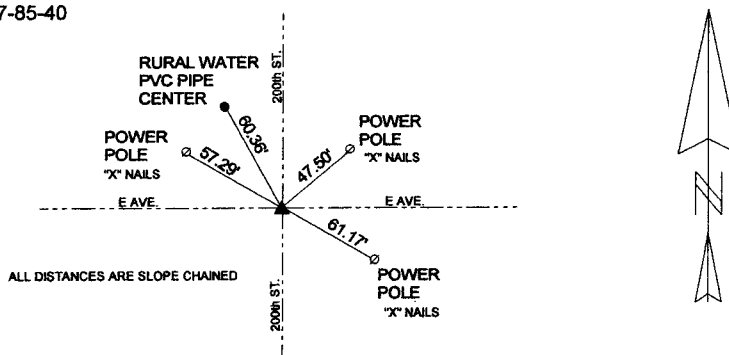 7-85-40
200th ST.
RURAL WATER
PVC PIPE
CENTER
60.36'
POWER
POLE
"X" NAILS
57.29'
POWER
POLE
"X" NAILS
47.50'
E AVE.
E AVE.
61.17'
ALL DISTANCES ARE SLOPE CHAINED
POWER
POLE
"X" NAILS
200th ST.
N